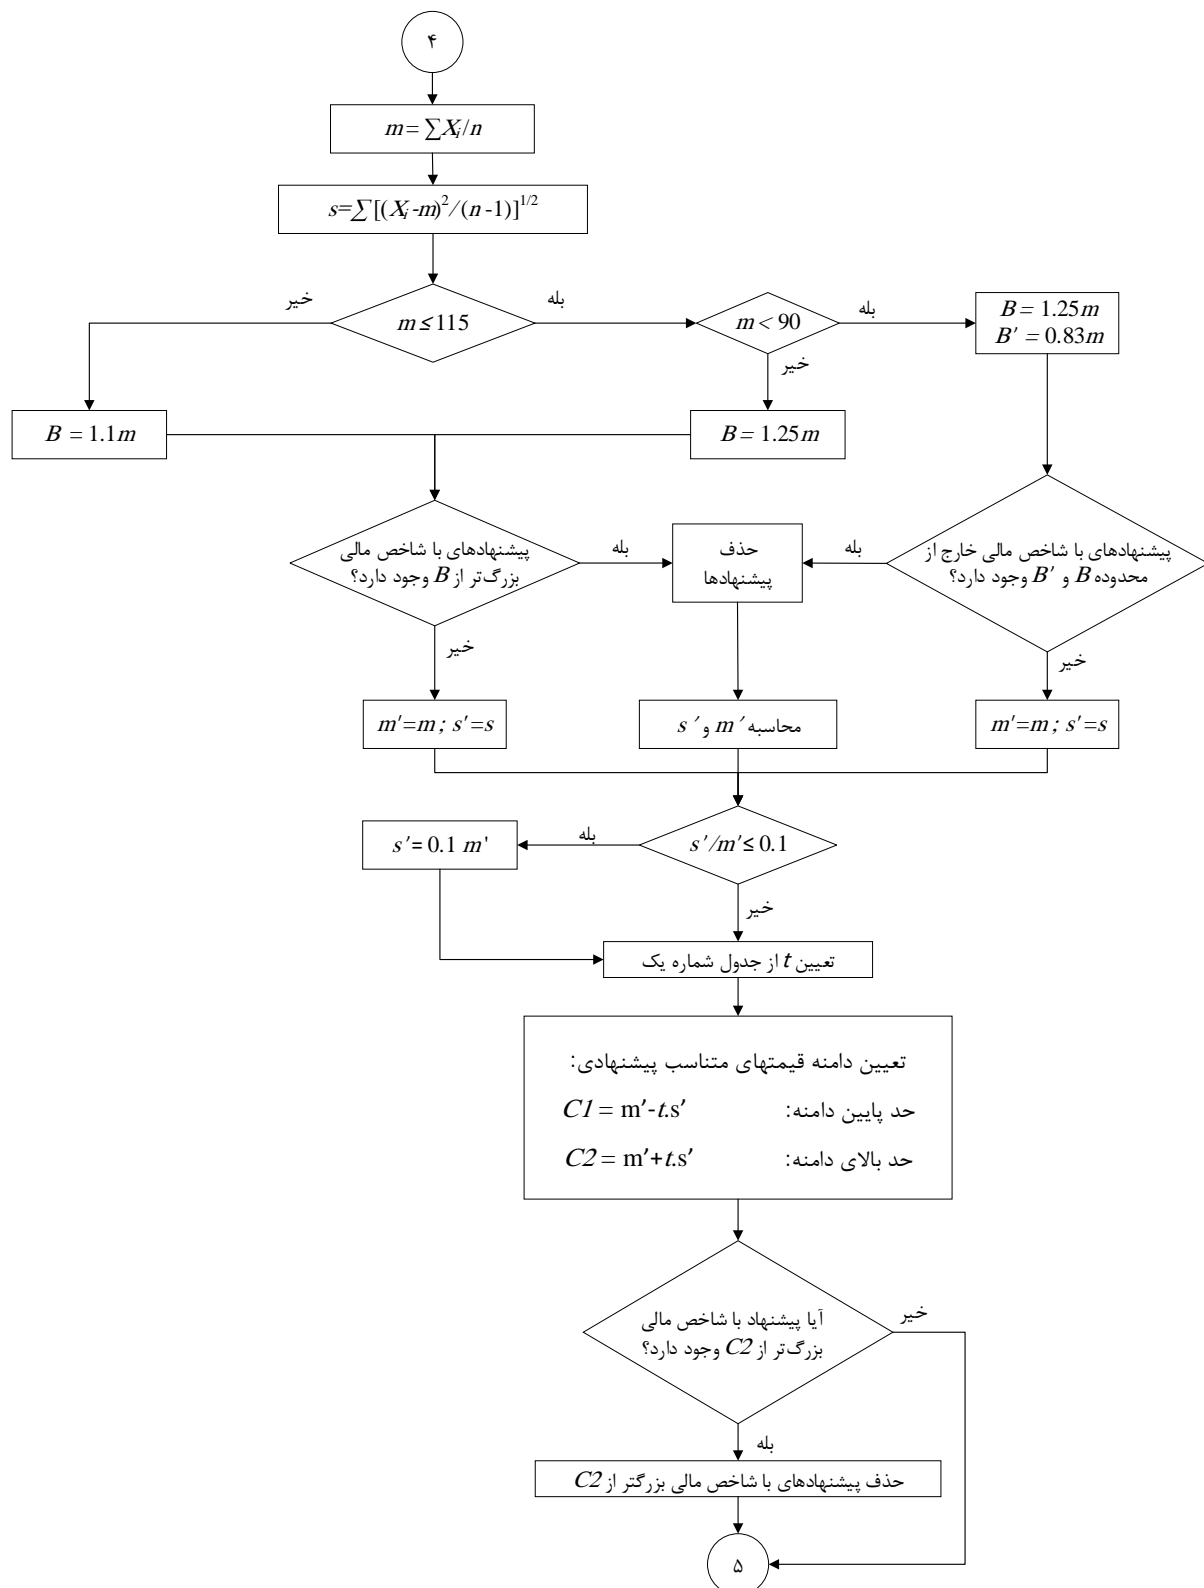 ۴
m=∑Xi/n
s=∑[(Xi-m)²/(n-1)]^1/2
خیر
m≤115
بله
m<90
بله
B=1.25m
B′=0.83m
خیر
B=1.1m
B=1.25m
پیشنهادهای با شاخص مالی
بزرگ‌تر از B وجود دارد؟
بله
حذف
پیشنهادها
بله
پیشنهادهای با شاخص مالی خارج از
محدوده B و B′ وجود دارد؟
خیر
خیر
m′=m; s′=s
محاسبه m′ و s′
m′=m; s′=s
s′=0.1 m'
بله
s′/m′≤0.1
خیر
تعیین t از جدول شماره یک
تعیین دامنه قیمتهای متناسب پیشنهادی:
حد پایین دامنه: C1=m′-t.s′
حد بالای دامنه: C2=m′+t.s′
آیا پیشنهاد با شاخص مالی
بزرگ‌تر از C2 وجود دارد؟
خیر
بله
حذف پیشنهادهای با شاخص مالی بزرگتر از C2
۵